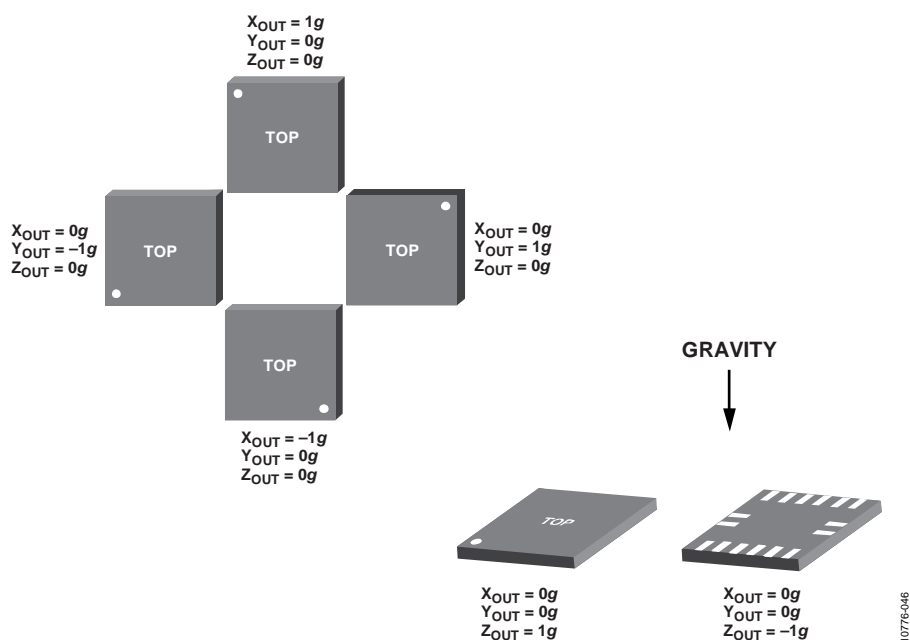 XOUT = 1g
YOUT = 0g
ZOUT = 0g
TOP
XOUT = 0g
YOUT = –1g
ZOUT = 0g
TOP
TOP
XOUT = 0g
YOUT = 1g
ZOUT = 0g
TOP
XOUT = –1g
YOUT = 0g
ZOUT = 0g
GRAVITY
TOP
XOUT = 0g
YOUT = 0g
ZOUT = 1g
XOUT = 0g
YOUT = 0g
ZOUT = –1g
10776-046